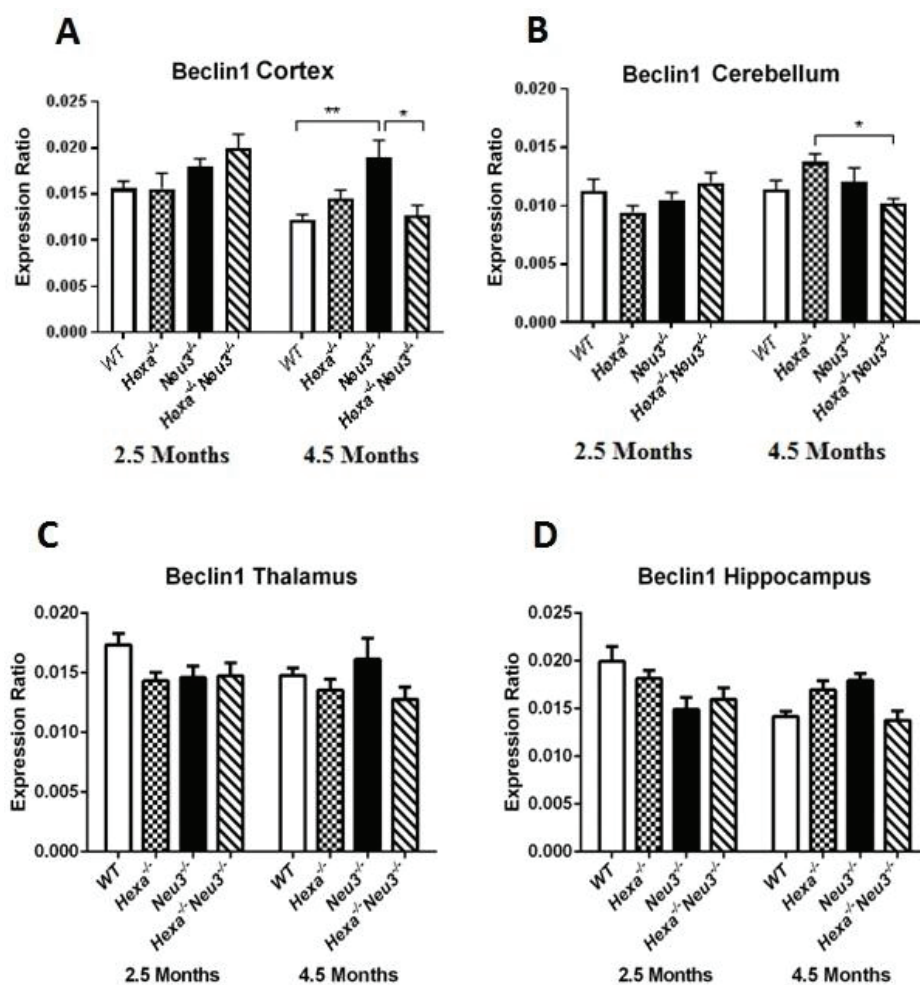 A
Beclin1 Cortex
Expression Ratio
0.025
0.020
0.015
0.010
0.005
0.000
**
*
WT
Hexa-/-
Neu3-/-
Hexa-/-Neu3-/-
WT
Hexa-/-
Neu3-/-
Hexa-/-Neu3-/-
2.5 Months
4.5 Months
B
Beclin1 Cerebellum
Expression Ratio
0.020
0.015
0.010
0.005
0.000
*
WT
Hexa-/-
Neu3-/-
Hexa-/-Neu3-/-
WT
Hexa-/-
Neu3-/-
Hexa-/-Neu3-/-
2.5 Months
4.5 Months
C
Beclin1 Thalamus
Expression Ratio
0.020
0.015
0.010
0.005
0.000
WT
Hexa-/-
Neu3-/-
Hexa-/-Neu3-/-
WT
Hexa-/-
Neu3-/-
Hexa-/-Neu3-/-
2.5 Months
4.5 Months
D
Beclin1 Hippocampus
Expression Ratio
0.025
0.020
0.015
0.010
0.005
0.000
WT
Hexa-/-
Neu3-/-
Hexa-/-Neu3-/-
WT
Hexa-/-
Neu3-/-
Hexa-/-Neu3-/-
2.5 Months
4.5 Months